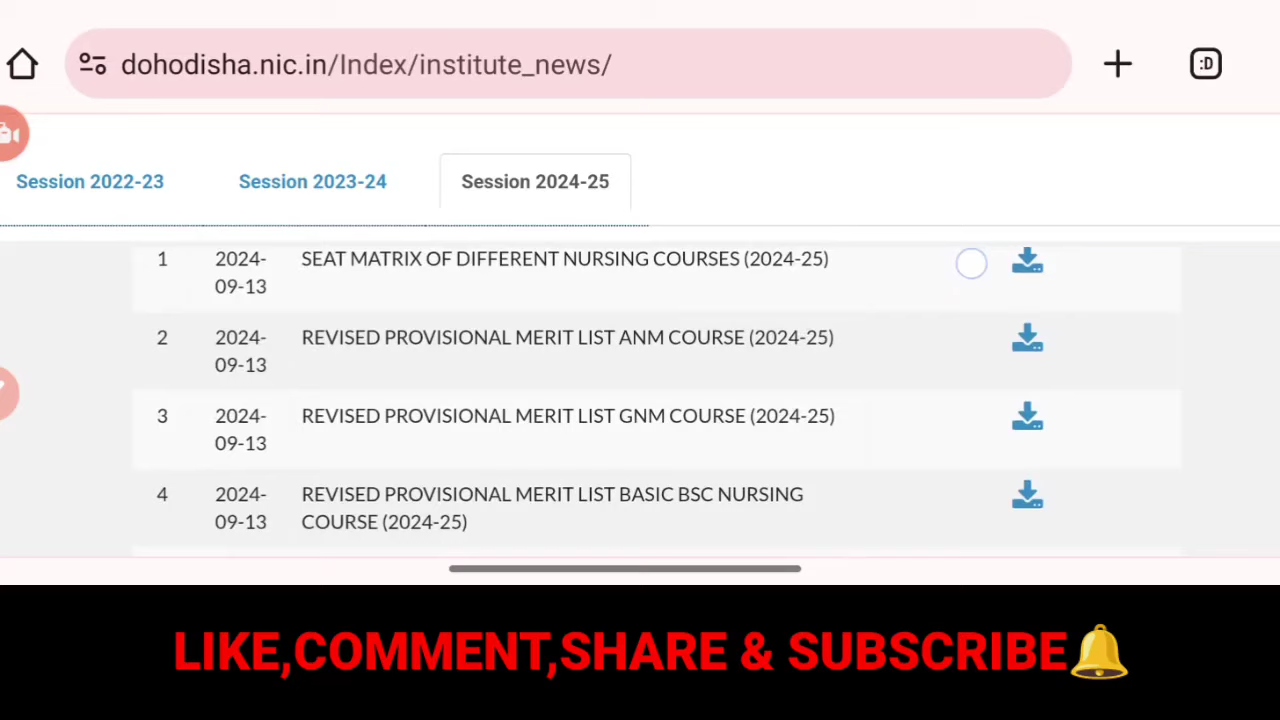 dohodisha.nic.in/Index/institute_news/
:D
Session 2022-23
Session 2023-24
Session 2024-25
1
2024-
09-13
SEAT MATRIX OF DIFFERENT NURSING COURSES (2024-25)
2
2024-
09-13
REVISED PROVISIONAL MERIT LIST ANM COURSE (2024-25)
3
2024-
09-13
REVISED PROVISIONAL MERIT LIST GNM COURSE (2024-25)
4
2024-
09-13
REVISED PROVISIONAL MERIT LIST BASIC BSC NURSING
COURSE (2024-25)
LIKE,COMMENT,SHARE & SUBSCRIBE🔔